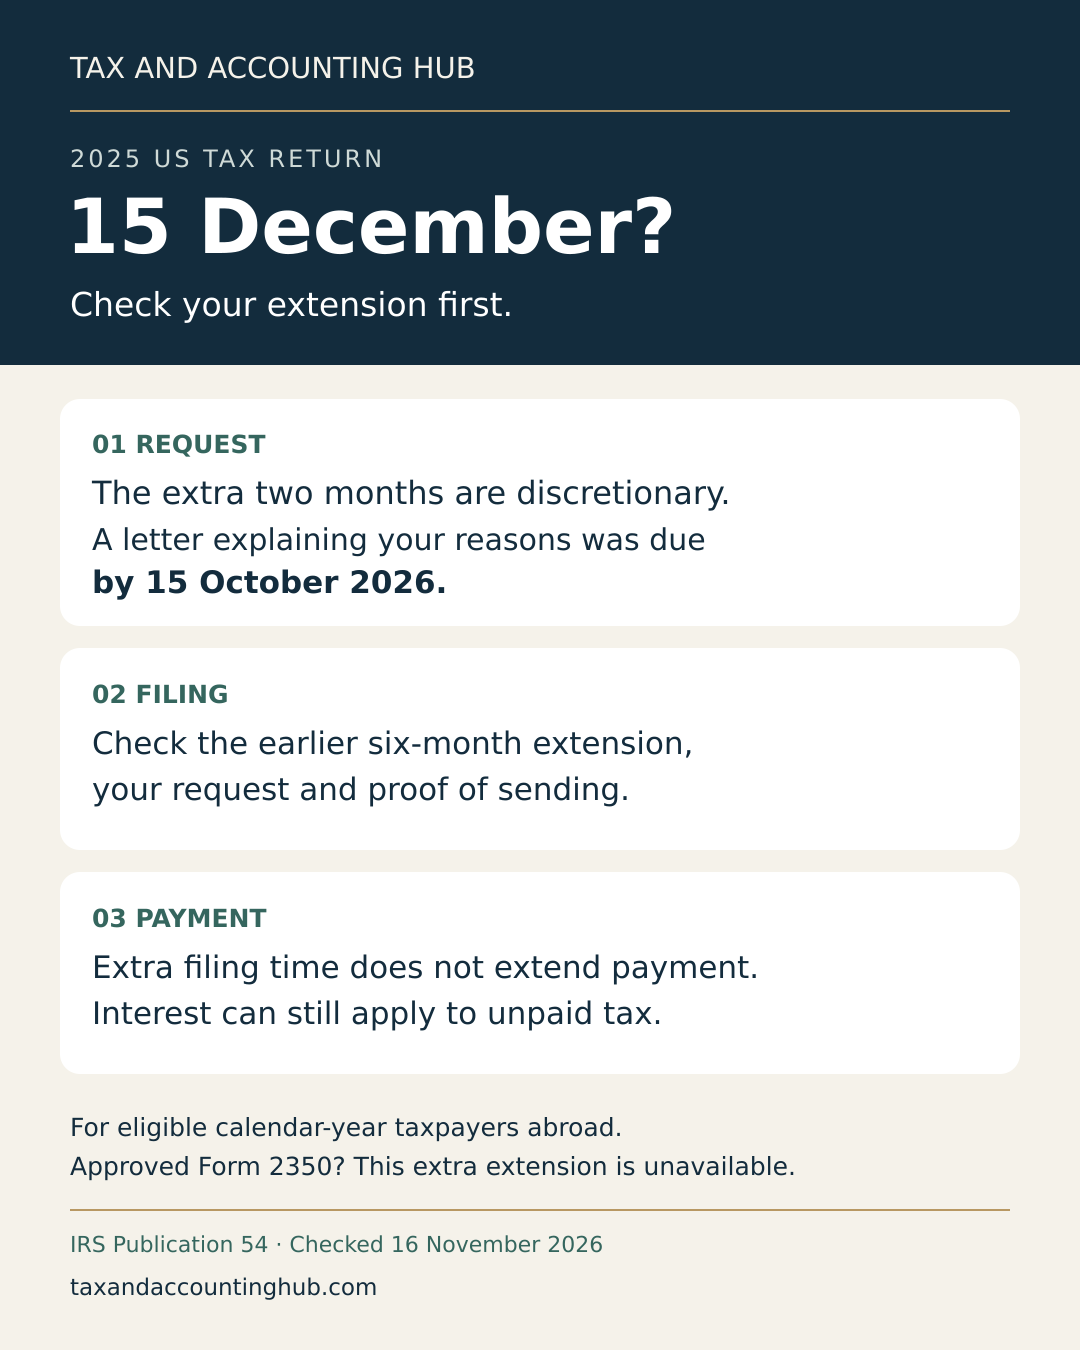 TAX AND ACCOUNTING HUB
2025 US TAX RETURN
15 December?
Check your extension first.
01 REQUEST
The extra two months are discretionary.
A letter explaining your reasons was due
by 15 October 2026.
02 FILING
Check the earlier six-month extension,
your request and proof of sending.
03 PAYMENT
Extra filing time does not extend payment.
Interest can still apply to unpaid tax.
For eligible calendar-year taxpayers abroad.
Approved Form 2350? This extra extension is unavailable.
IRS Publication 54 · Checked 16 November 2026
taxandaccountinghub.com